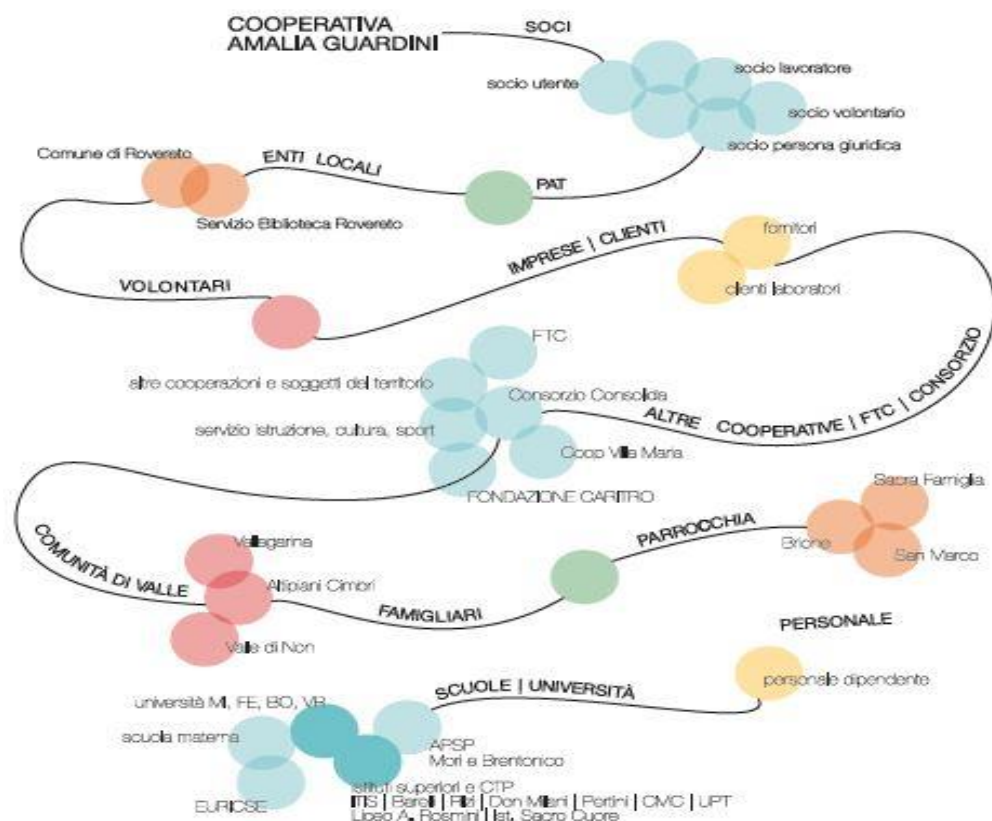 COOPERATIVA
AMALIA GUARDINI
SOCI
socio lavoratore
socio utente
socio volontario
socio persona giuridica
Comune di Rovereto
ENTI LOCALI
PAT
Servizio Biblioteca Rovereto
fornitori
IMPRESE | CLIENTI
VOLONTARI
clienti laboratori
FTC
altre cooperazioni e soggetti del territorio
Consorzio Consolida
ALTRE COOPERATIVE | FTC | CONSORZIO
servizio istruzione, cultura, sport
Coop Villa Maria
FONDAZIONE CARITRO
Sacra Famiglia
PARROCCHIA
Brione
San Marco
Vallagarina
COMUNITÀ DI VALLE
Altipiani Cimbri
FAMIGLIARI
Valle di Non
PERSONALE
personale dipendente
SCUOLE | UNIVERSITÀ
università MI, FE, BO, VR
scuola materna
APSP
Mori e Brentonico
EURICSE
istituti superiori e CTP
ITIS | Barelli | Rizi | Don Milani | Pertini | CMC | UPT
Liceo A. Rosmini | Ist. Sacro Cuore